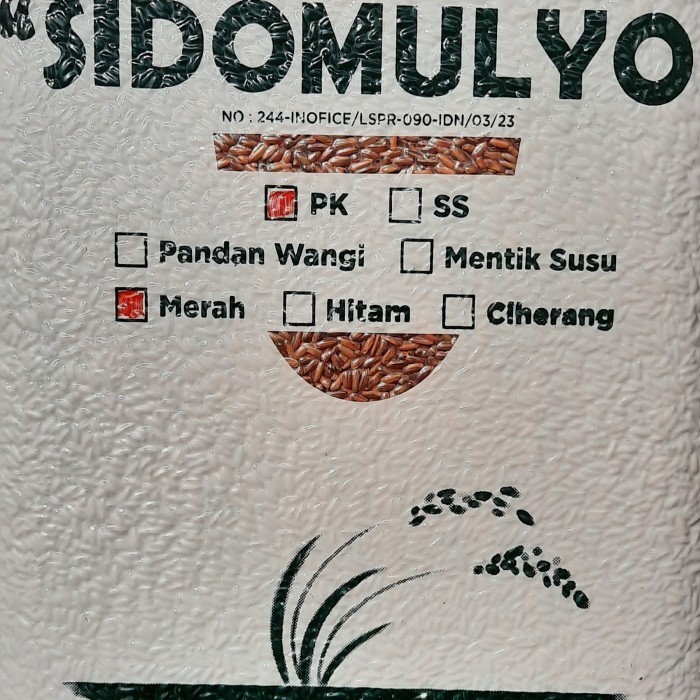 "SIDOMULYO
NO : 244-INOFICE/LSPR-090-IDN/03/23
PK SS
Pandan Wangi Mentik Susu
Merah Hitam CIherang